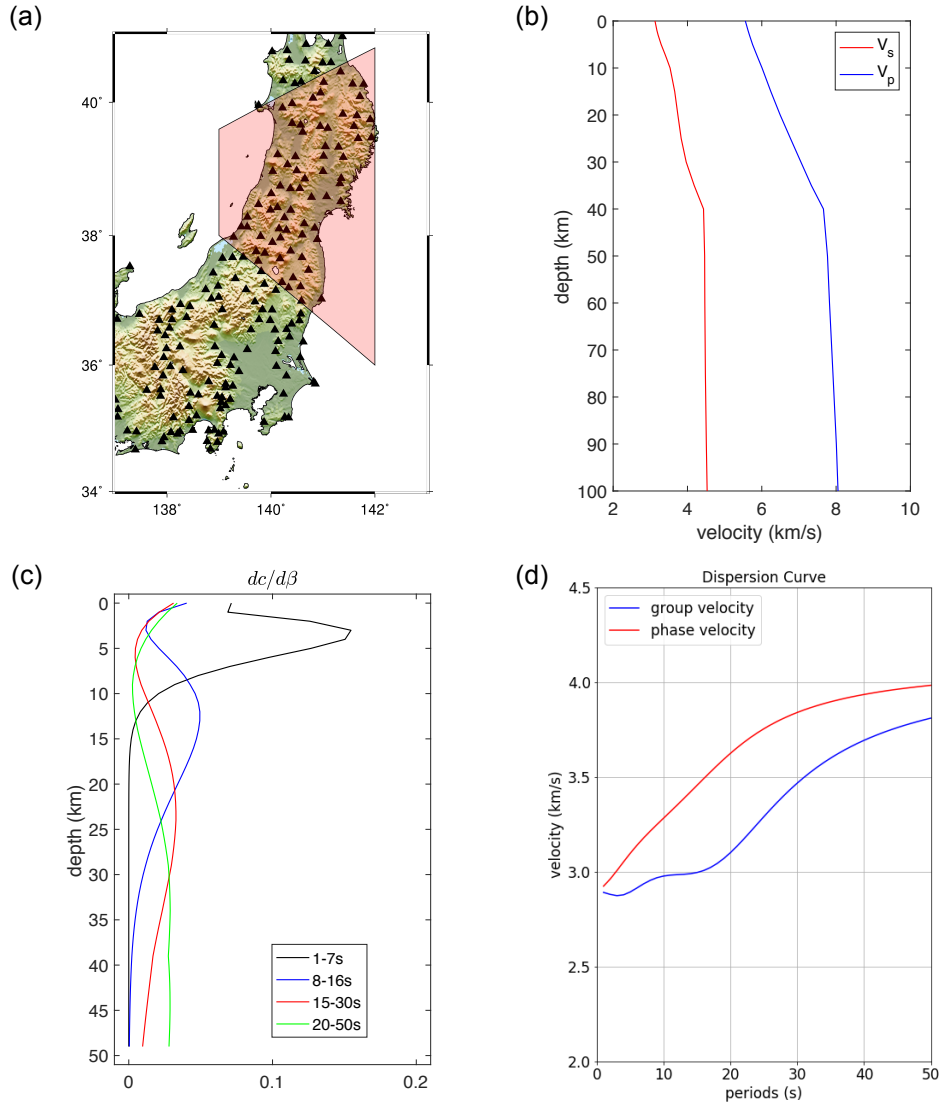 (a)
40˚
38˚
36˚
34˚
138˚
140˚
142˚
(b)
0
10
20
30
40
50
60
70
80
90
100
depth (km)
2
4
6
8
10
velocity (km/s)
V_s
V_p
(c)
dc/dβ
0
5
10
15
20
25
30
35
40
45
50
depth (km)
0
0.1
0.2
1-7s
8-16s
15-30s
20-50s
(d)
Dispersion Curve
4.5
4.0
3.5
3.0
2.5
2.0
velocity (km/s)
0
10
20
30
40
50
periods (s)
group velocity
phase velocity